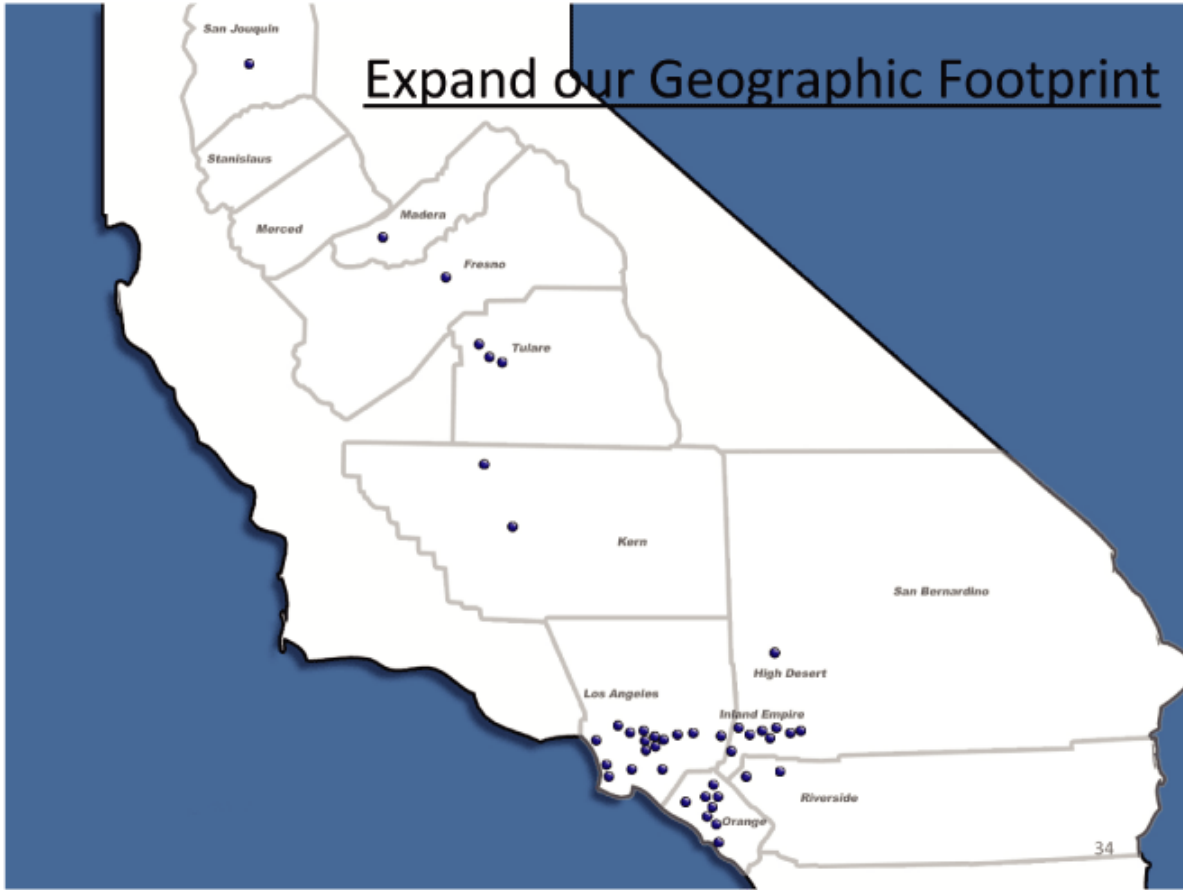 San Jouquin
Expand our Geographic Footprint
Stanislaus
Madera
Merced
Fresno
Tulare
Kern
San Bernardino
High Desert
Los Angeles
Inland Empire
Riverside
Orange
34